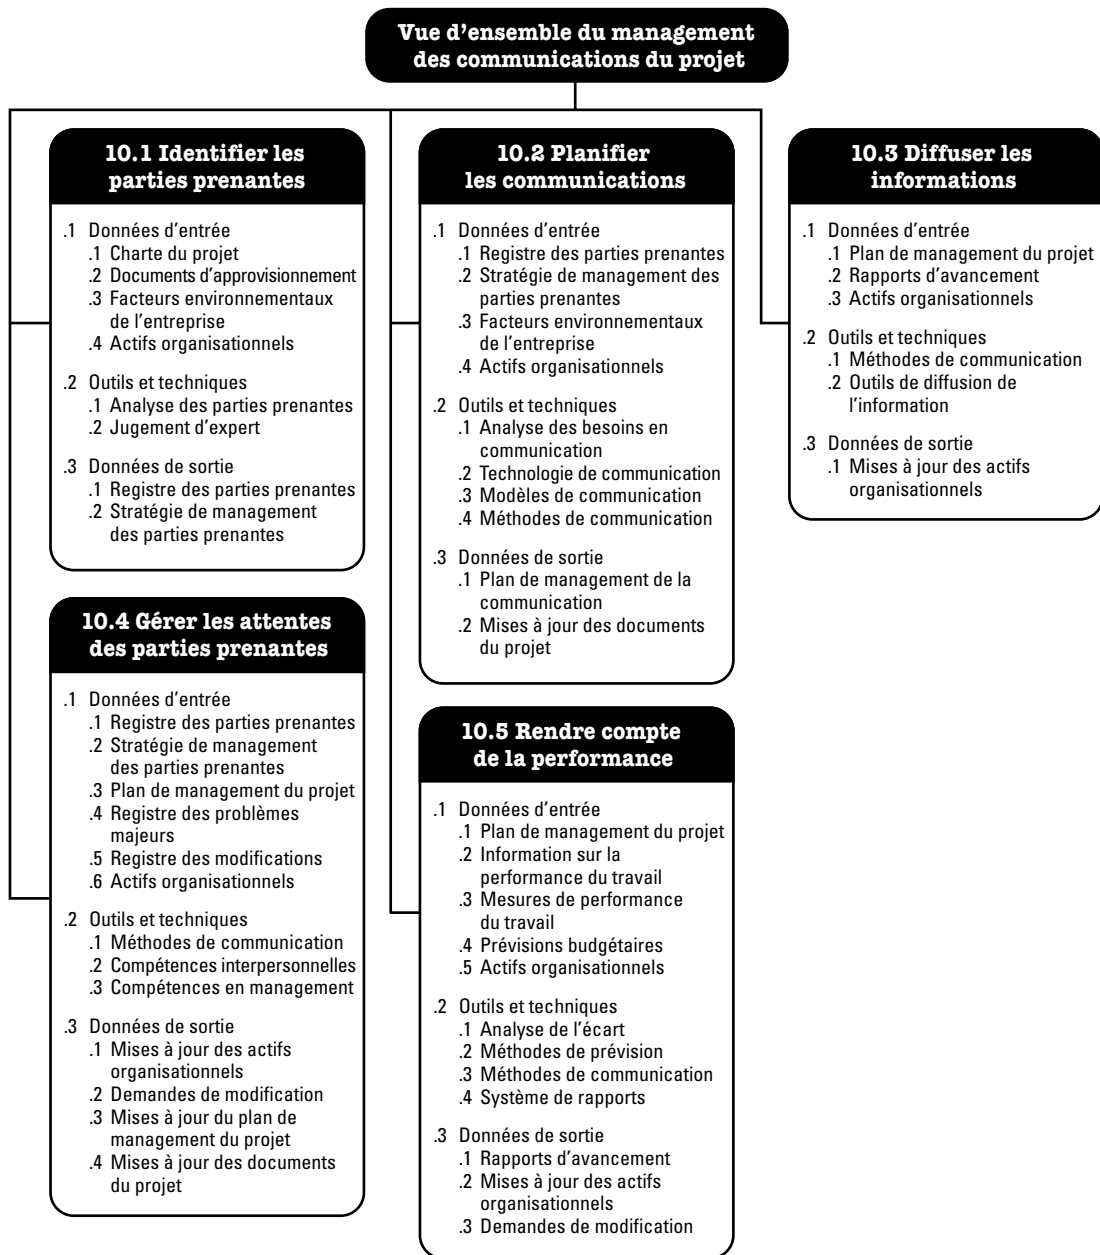 Vue d'ensemble du management
des communications du projet
10.1 Identifier les
parties prenantes
.1 Données d'entrée
.1 Charte du projet
.2 Documents d'approvisionnement
.3 Facteurs environnementaux
de l'entreprise
.4 Actifs organisationnels
.2 Outils et techniques
.1 Analyse des parties prenantes
.2 Jugement d'expert
.3 Données de sortie
.1 Registre des parties prenantes
.2 Stratégie de management
des parties prenantes
10.2 Planifier
les communications
.1 Données d'entrée
.1 Registre des parties prenantes
.2 Stratégie de management des
parties prenantes
.3 Facteurs environnementaux
de l'entreprise
.4 Actifs organisationnels
.2 Outils et techniques
.1 Analyse des besoins en
communication
.2 Technologie de communication
.3 Modèles de communication
.4 Méthodes de communication
.3 Données de sortie
.1 Plan de management de la
communication
.2 Mises à jour des documents
du projet
10.3 Diffuser les
informations
.1 Données d'entrée
.1 Plan de management du projet
.2 Rapports d'avancement
.3 Actifs organisationnels
.2 Outils et techniques
.1 Méthodes de communication
.2 Outils de diffusion de
l'information
.3 Données de sortie
.1 Mises à jour des actifs
organisationnels
10.4 Gérer les attentes
des parties prenantes
.1 Données d'entrée
.1 Registre des parties prenantes
.2 Stratégie de management
des parties prenantes
.3 Plan de management du projet
.4 Registre des problèmes
majeurs
.5 Registre des modifications
.6 Actifs organisationnels
.2 Outils et techniques
.1 Méthodes de communication
.2 Compétences interpersonnelles
.3 Compétences en management
.3 Données de sortie
.1 Mises à jour des actifs
organisationnels
.2 Demandes de modification
.3 Mises à jour du plan de
management du projet
.4 Mises à jour des documents
du projet
10.5 Rendre compte
de la performance
.1 Données d'entrée
.1 Plan de management du projet
.2 Information sur la
performance du travail
.3 Mesures de performance
du travail
.4 Prévisions budgétaires
.5 Actifs organisationnels
.2 Outils et techniques
.1 Analyse de l'écart
.2 Méthodes de prévision
.3 Méthodes de communication
.4 Système de rapports
.3 Données de sortie
.1 Rapports d'avancement
.2 Mises à jour des actifs
organisationnels
.3 Demandes de modification